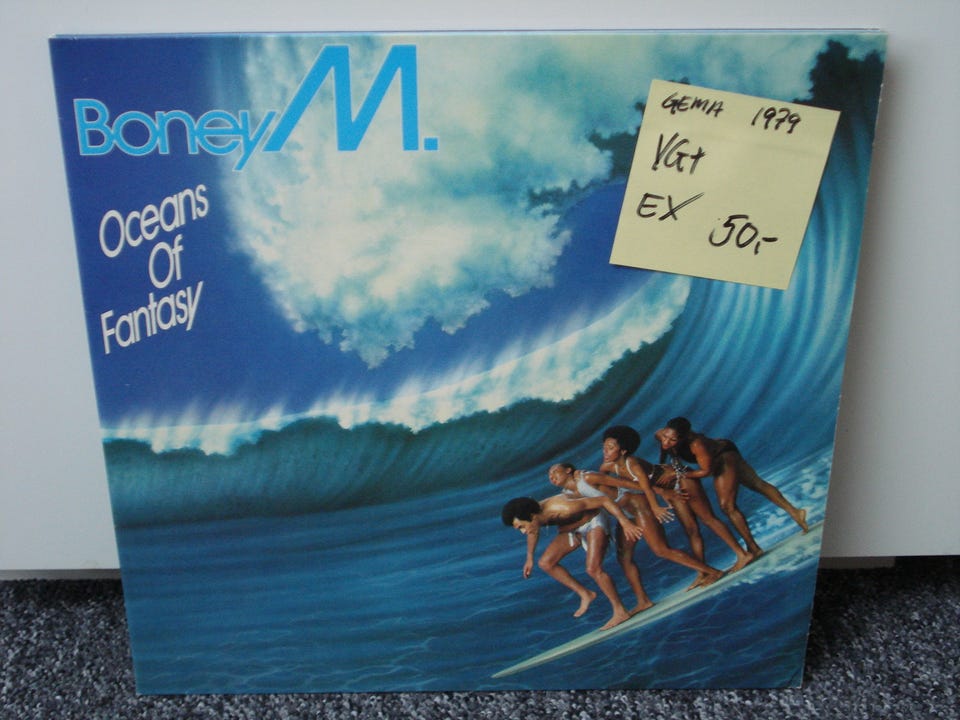 Boney M.
Oceans
Of
Fantasy
GEMA 1979
VG+
EX 50,-